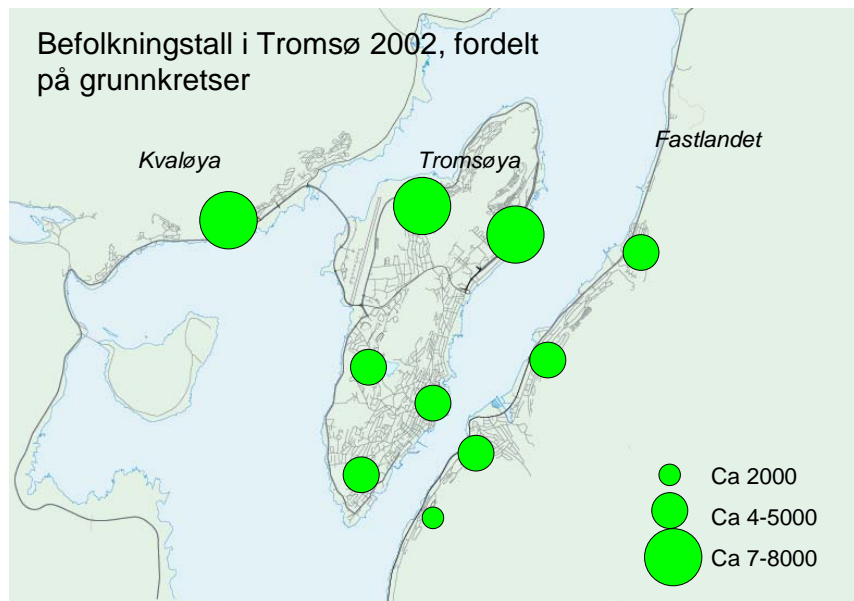 Befolkningstall i Tromsø 2002, fordelt
på grunnkretser
Kvaløya
Tromsøya
Fastlandet
Ca 2000
Ca 4-5000
Ca 7-8000